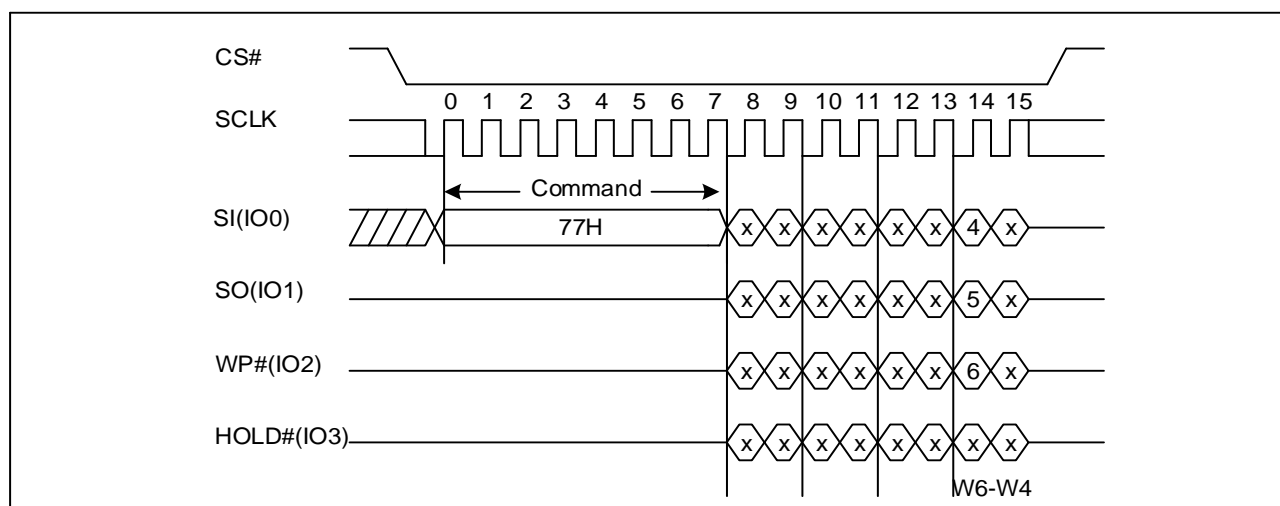 CS#
0 1 2 3 4 5 6 7 8 9 10 11 12 13 14 15
SCLK
Command
SI(IO0) 77H x x x x x x 4 x
SO(IO1) x x x x x x 5 x
WP#(IO2) x x x x x x 6 x
HOLD#(IO3) x x x x x x x x
W6-W4